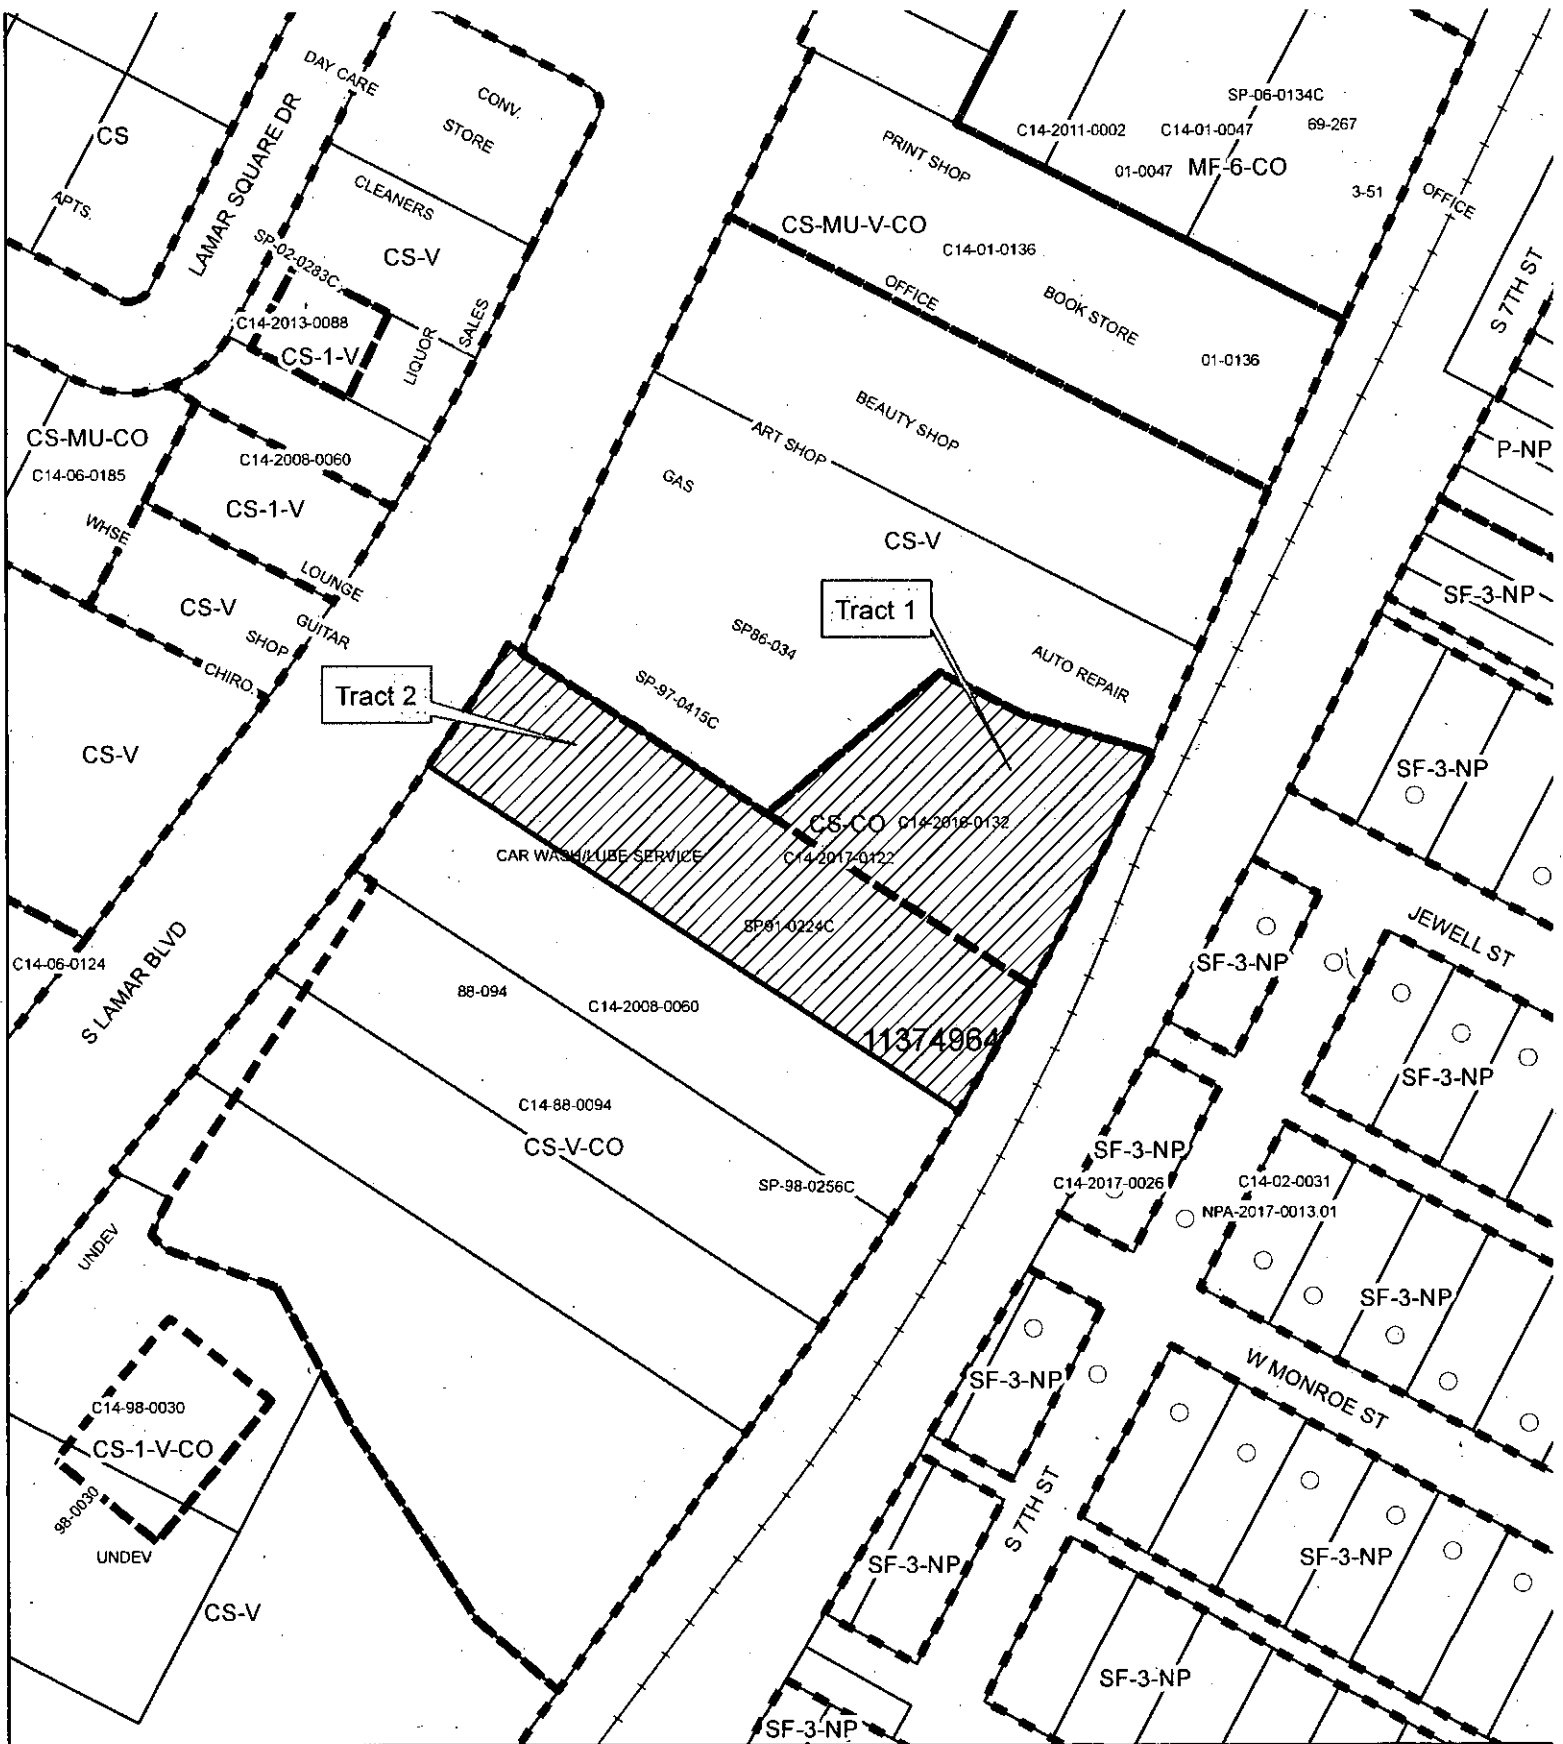 DAY CARE
CONV.
STORE
CS
APTS.
LAMAR SQUARE DR
CLEANERS
CS-V
SP-02-0283C
C14-2013-0088
CS-1-V
LIQUOR
SALES
PRINT SHOP
SP-06-0134C
C14-2011-0002
C14-01-0047
69-267
01-0047
MF-6-CO
3-51
OFFICE
CS-MU-V-CO
C14-01-0136
OFFICE
BOOK STORE
01-0136
S 7TH ST
P-NP
CS-MU-CO
C14-06-0185
C14-2008-0060
CS-1-V
WHSE
LOUNGE
CS-V
GUITAR
SHOP
CHIRO.
BEAUTY SHOP
ART SHOP
GAS
CS-V
SF-3-NP
Tract 1
SP86-034
AUTO REPAIR
SP-97-0415C
Tract 2
CS-V
SF-3-NP
CS-CO
C14-2016-0132
CAR WASH/LUBE SERVICE
C14-2017-0122
SP91-0224C
JEWELL ST
C14-06-0124
S LAMAR BLVD
SF-3-NP
88-094
C14-2008-0060
11374964
SF-3-NP
C14-88-0094
CS-V-CO
SF-3-NP
SP-98-0256C
C14-2017-0026
C14-02-0031
NPA-2017-0013.01
UNDEV
SF-3-NP
W MONROE ST
SF-3-NP
C14-98-0030
CS-1-V-CO
98-0030
UNDEV
S 7TH ST
SF-3-NP
SF-3-NP
CS-V
SF-3-NP
SF-3-NP